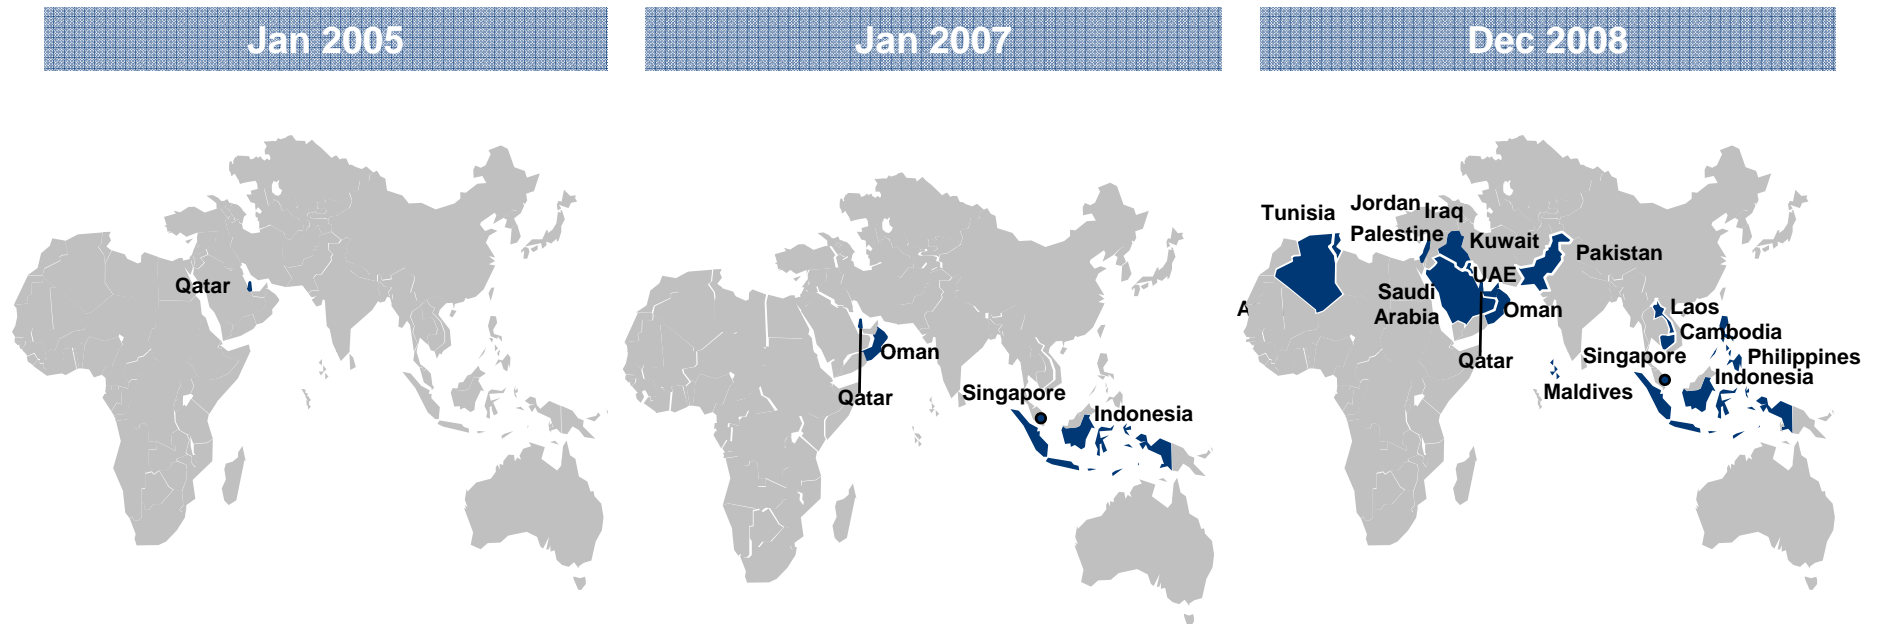 Jan 2005
Qatar
Jan 2007
Oman
Qatar
Singapore
Indonesia
Dec 2008
Tunisia
Jordan
Iraq
Palestine
Kuwait
Pakistan
UAE
Saudi
Arabia
A
Oman
Qatar
Laos
Cambodia
Singapore
Philippines
Indonesia
Maldives